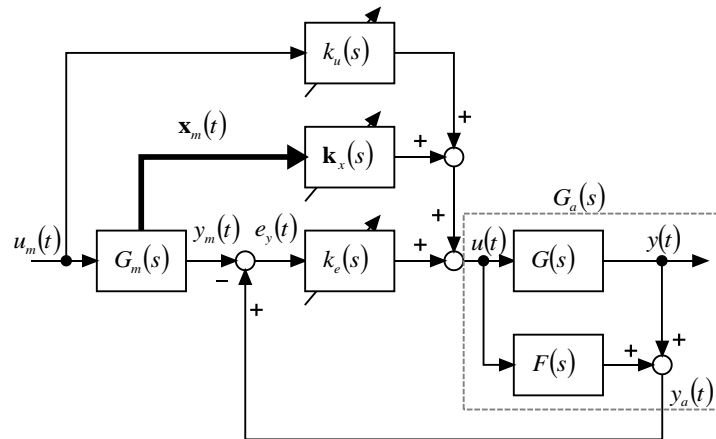 k_u(s)
+
x_m(t)
k_x(s)
+
+
G_a(s)
u_m(t)
y_m(t)
e_y(t)
+
u(t)
y(t)
G_m(s)
−
k_e(s)
+
G(s)
+
F(s)
+
+
y_a(t)